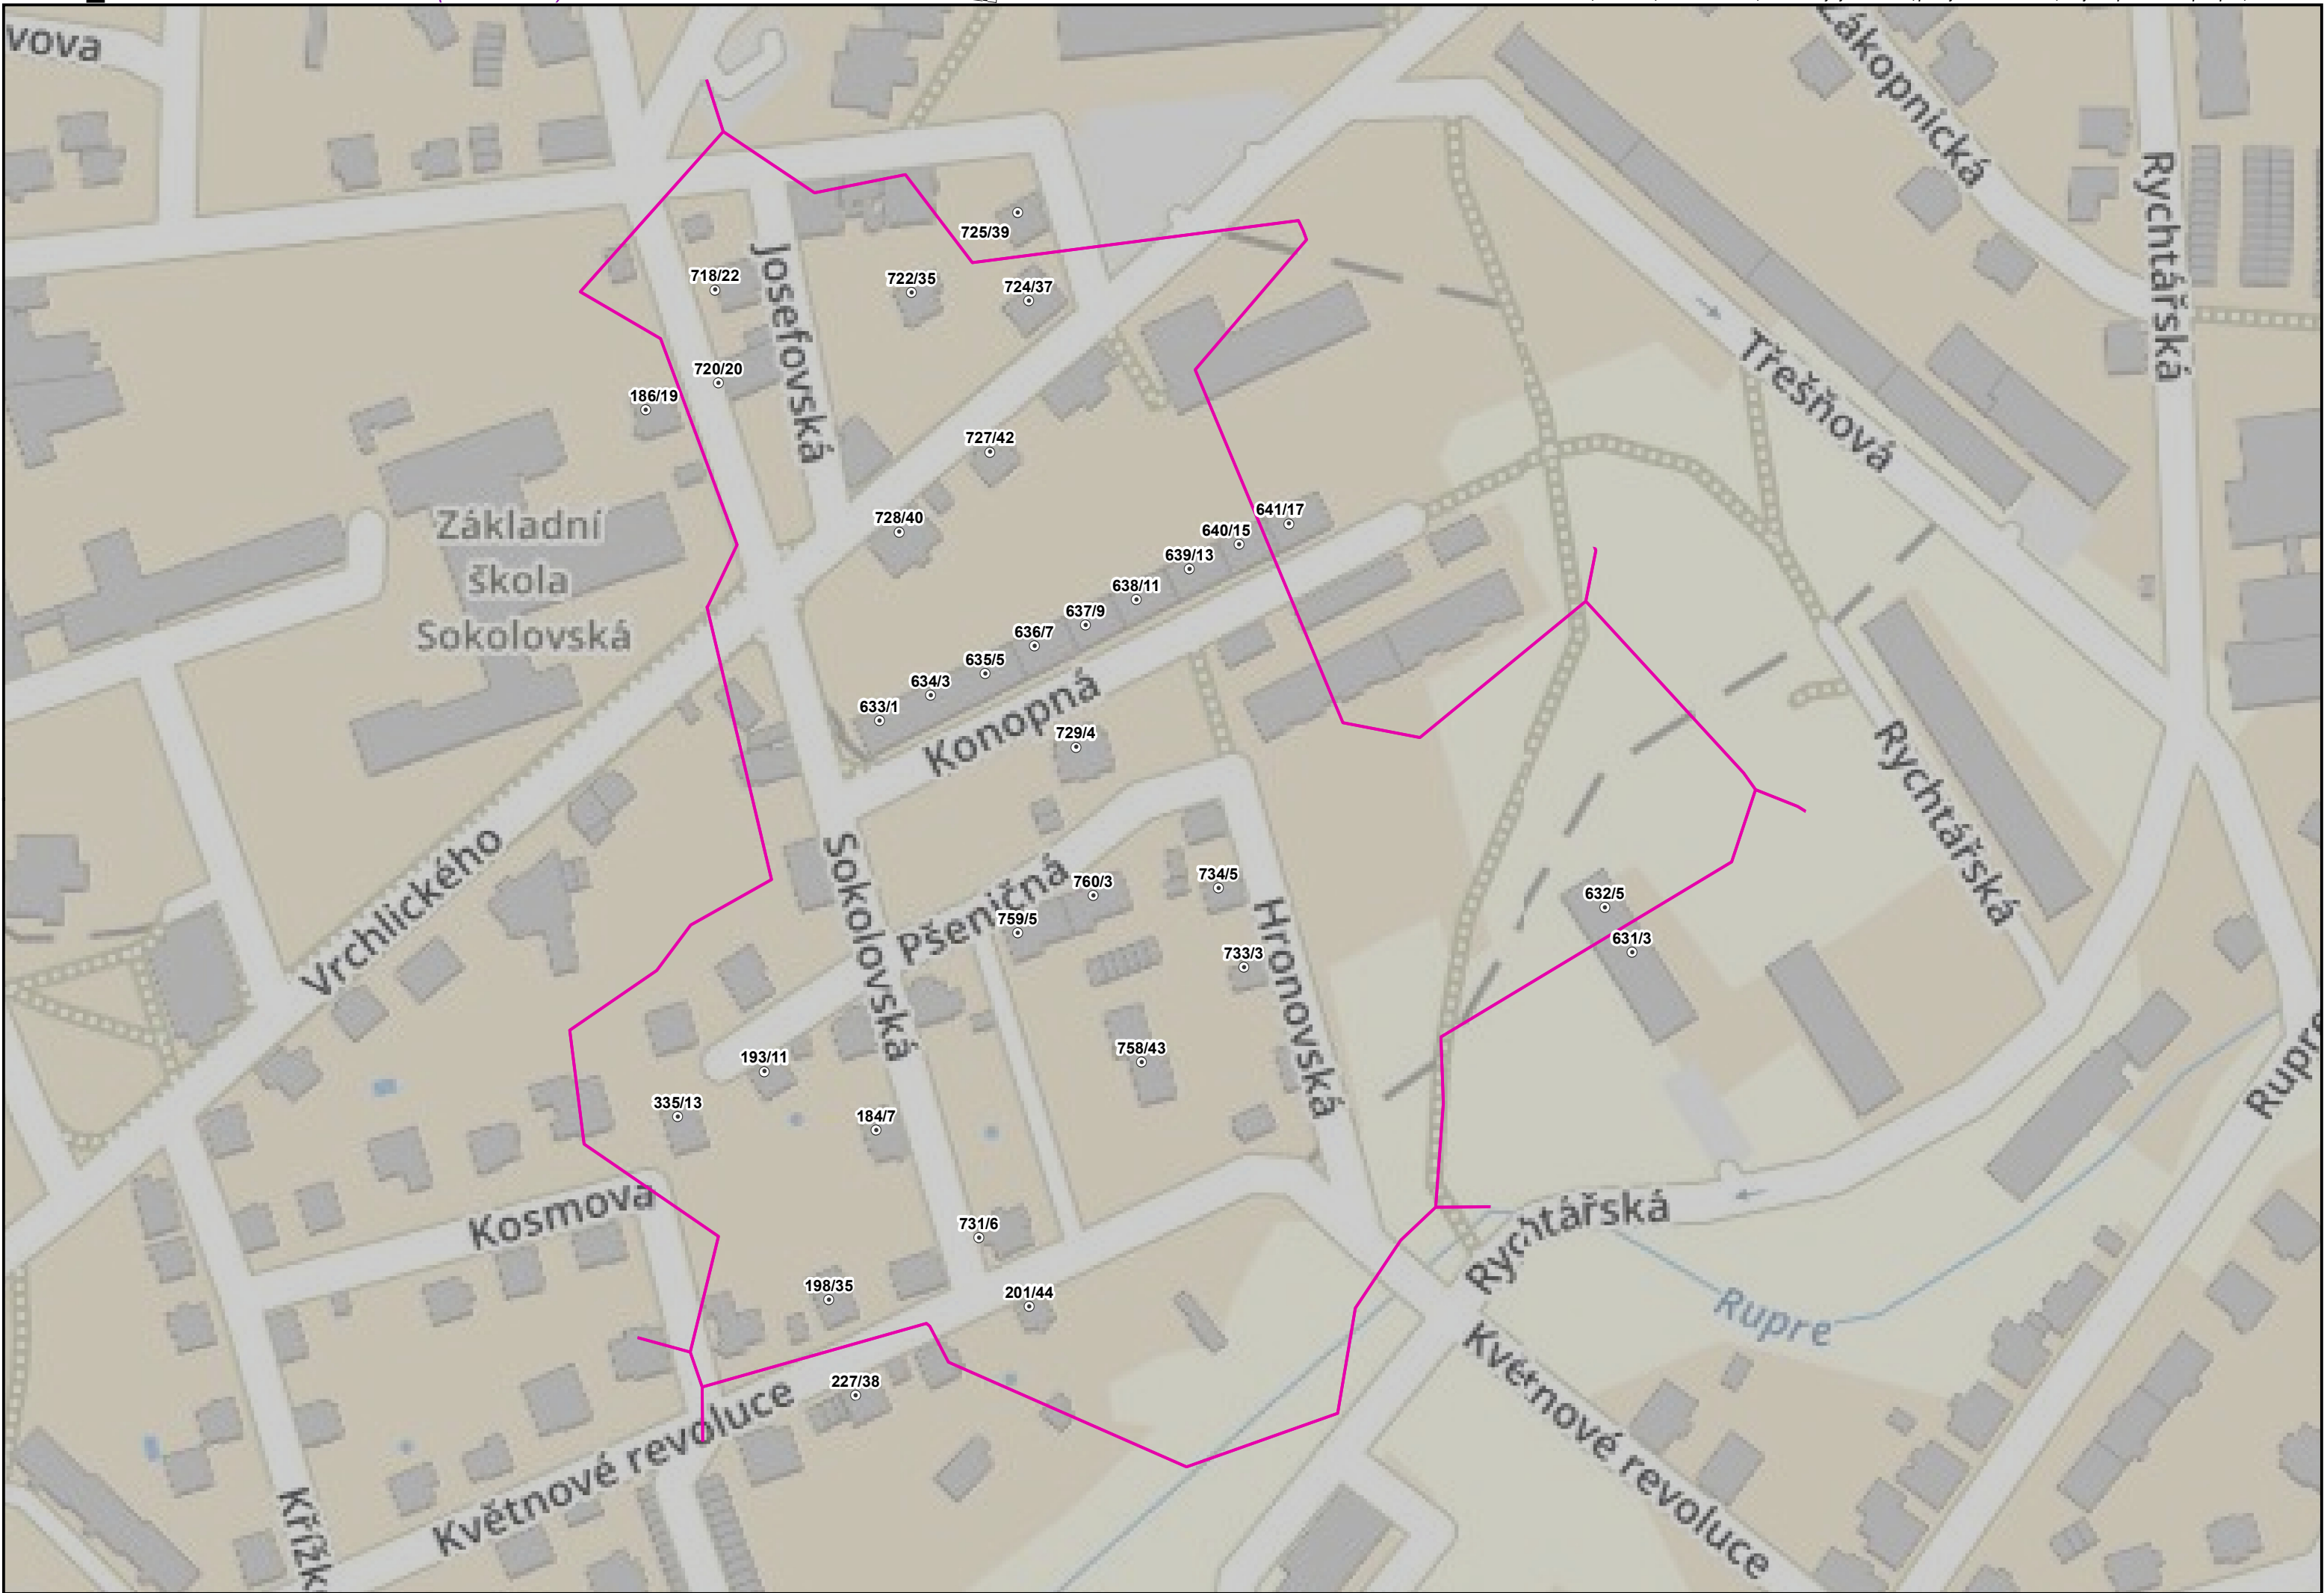 vova
Zákopnická
Rychtářská
725/39
718/22
722/35
724/37
Josefovská
Třešňová
720/20
186/19
727/42
Základní
škola
Sokolovská
728/40
641/17
640/15
639/13
638/11
637/9
636/7
635/5
634/3
633/1
Konopná
729/4
Rychtářská
Vrchlického
Sokolovská
Pšeničná
760/3
759/5
734/5
733/3
Hronovská
632/5
631/3
758/43
193/11
335/13
184/7
Rupre
Kosmova
731/6
Rychtářská
198/35
201/44
Rupre
227/38
Květnové revoluce
Květnové revoluce
Křížk